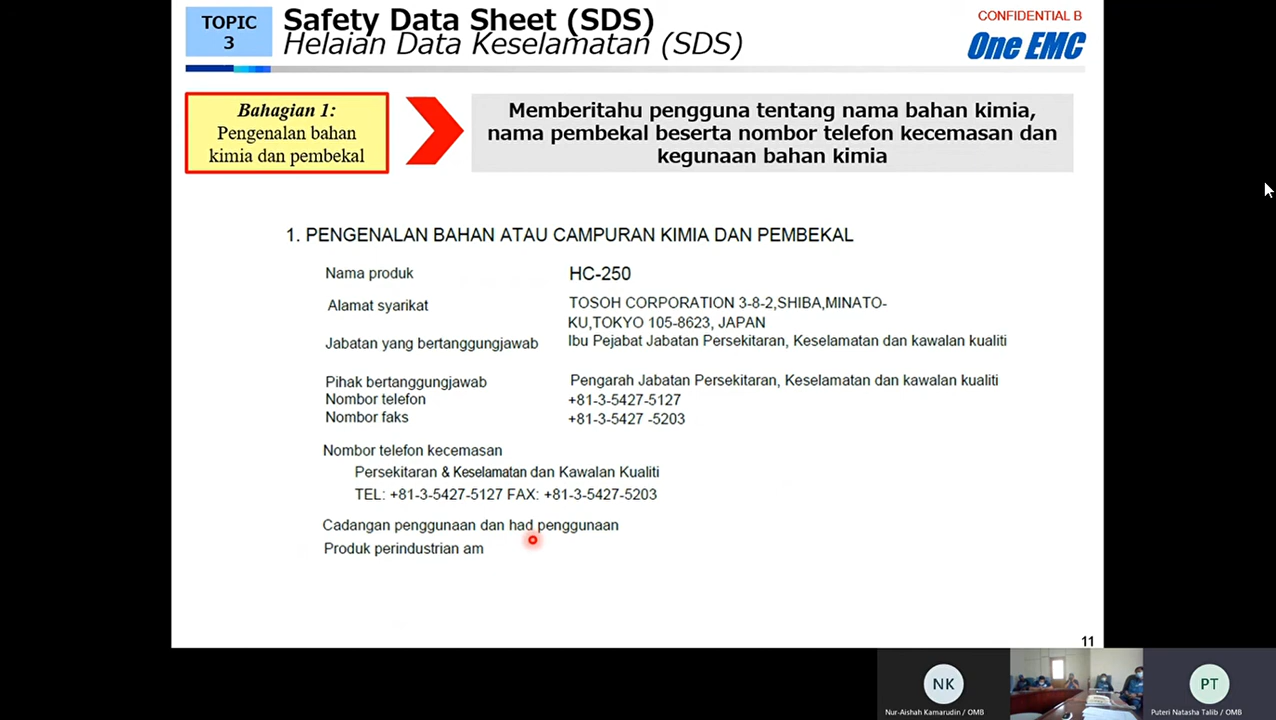 TOPIC
3
Safety Data Sheet (SDS)
Helaian Data Keselamatan (SDS)
CONFIDENTIAL B
One EMC
Bahagian 1:
Pengenalan bahan
kimia dan pembekal
Memberitahu pengguna tentang nama bahan kimia,
nama pembekal beserta nombor telefon kecemasan dan
kegunaan bahan kimia
1. PENGENALAN BAHAN ATAU CAMPURAN KIMIA DAN PEMBEKAL
Nama produk HC-250
Alamat syarikat TOSOH CORPORATION 3-8-2,SHIBA,MINATO-
KU,TOKYO 105-8623, JAPAN
Jabatan yang bertanggungjawab Ibu Pejabat Jabatan Persekitaran, Keselamatan dan kawalan kualiti
Pihak bertanggungjawab Pengarah Jabatan Persekitaran, Keselamatan dan kawalan kualiti
Nombor telefon +81-3-5427-5127
Nombor faks +81-3-5427 -5203
Nombor telefon kecemasan
Persekitaran & Keselamatan dan Kawalan Kualiti
TEL: +81-3-5427-5127 FAX: +81-3-5427-5203
Cadangan penggunaan dan had penggunaan
Produk perindustrian am
11
NK
PT
Nur-Aishah Kamarudin / OMB
Puteri Natasha Talib / OMB